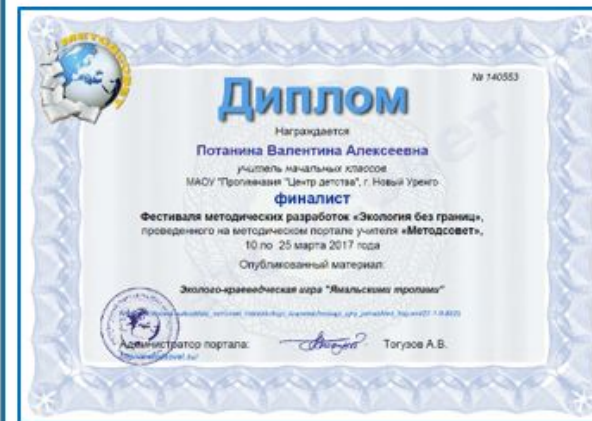 МЕТОДСОВЕТ
№ 140553
Диплом
Награждается
Потанина Валентина Алексеевна
учитель начальных классов
МАОУ "Прогимназия "Центр детства", г. Новый Уренго
финалист
Фестиваля методических разработок «Экология без границ»,
проведенного на методическом портале учителя «Методсовет»,
10 по 25 марта 2017 года
Опубликованный материал:
Эколого-краеведческая игра "Ямальскими тропами"
Администратор портала: Тогузов А.В.